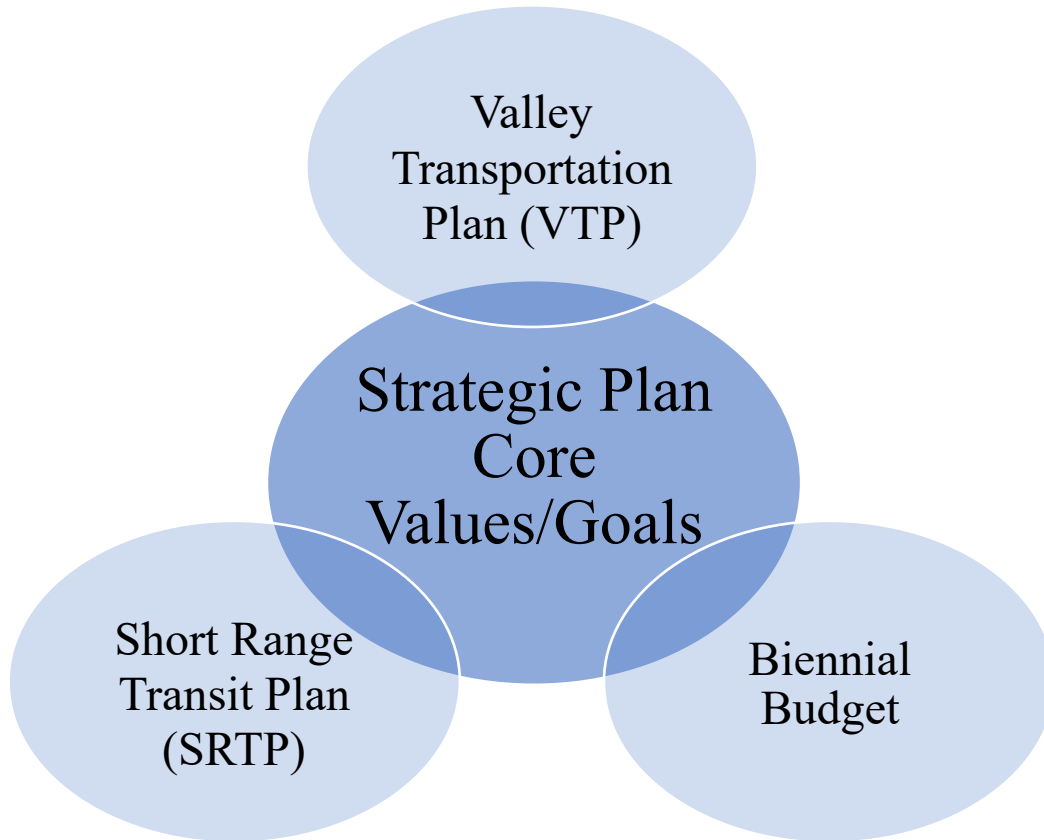 Valley
Transportation
Plan (VTP)
Strategic Plan
Core
Values/Goals
Short Range
Transit Plan
(SRTP)
Biennial
Budget